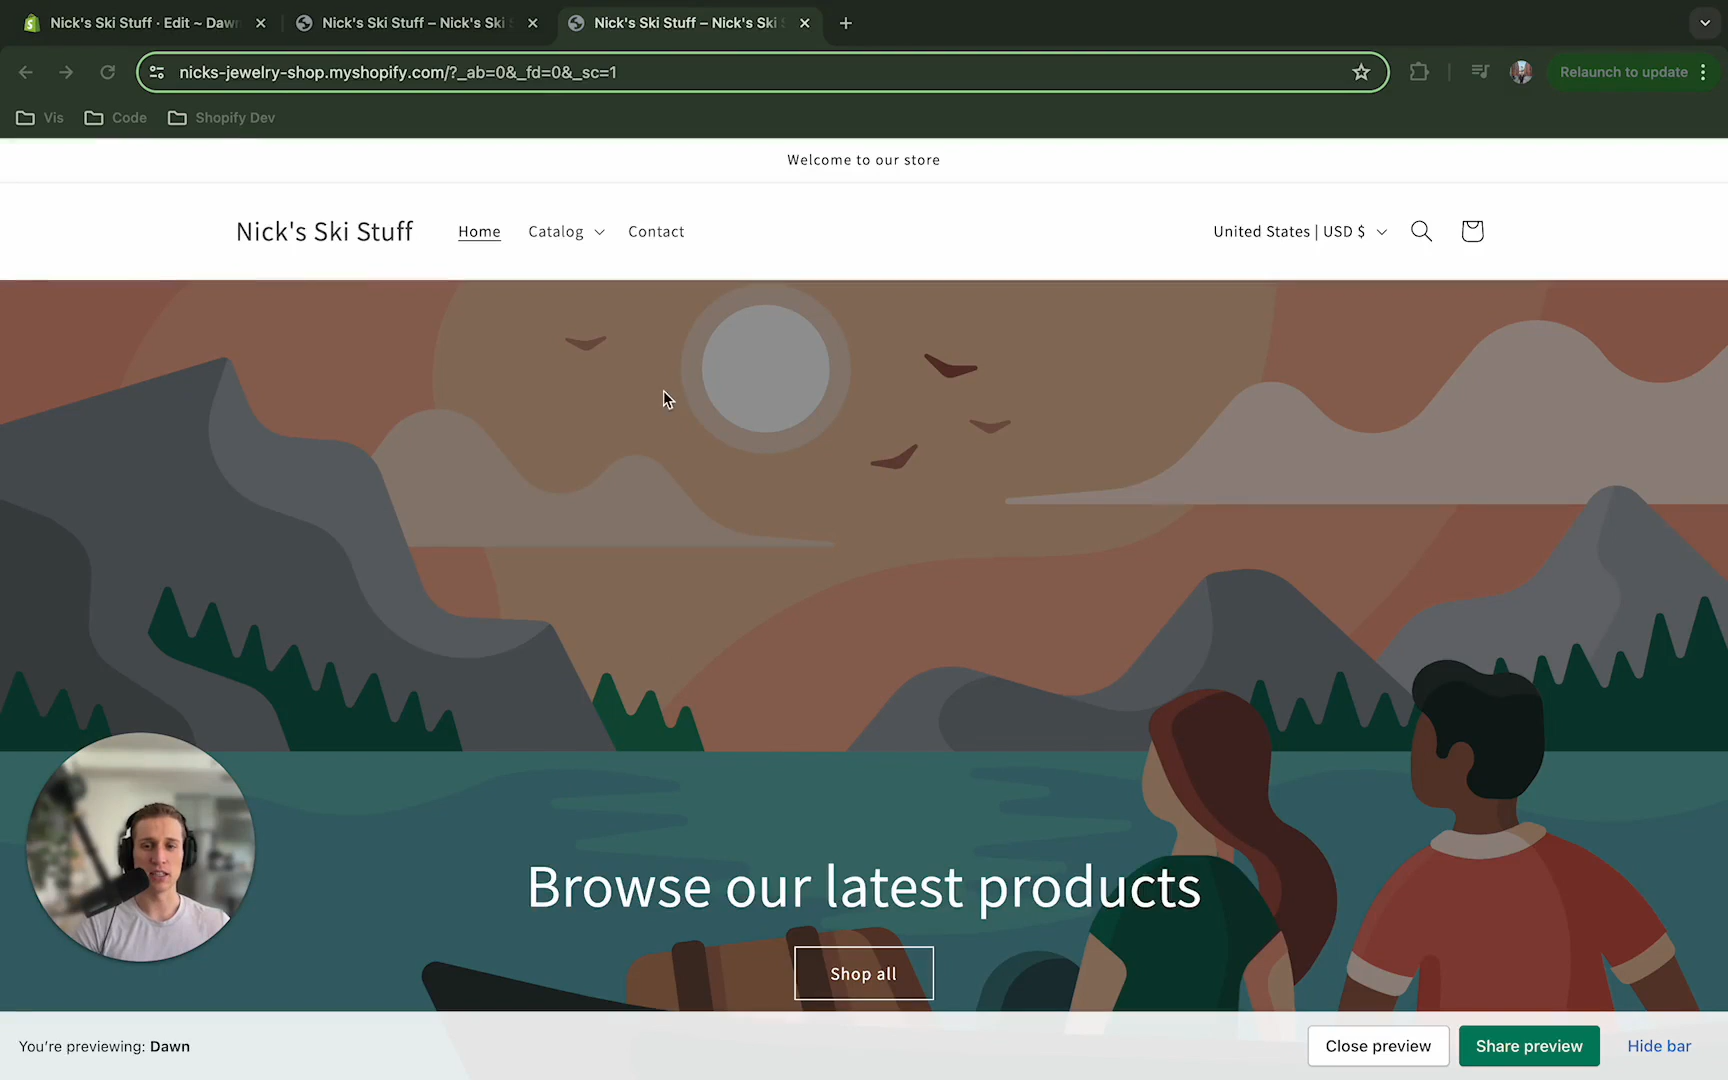 Nick's Ski Stuff · Edit ~ Dawn
Nick's Ski Stuff – Nick's Ski S
Nick's Ski Stuff – Nick's Ski S
nicks-jewelry-shop.myshopify.com/?_ab=0&_fd=0&_sc=1
Relaunch to update
Vis
Code
Shopify Dev
Welcome to our store
Nick's Ski Stuff
Home
Catalog
Contact
United States | USD $
Browse our latest products
Shop all
You're previewing: Dawn
Close preview
Share preview
Hide bar